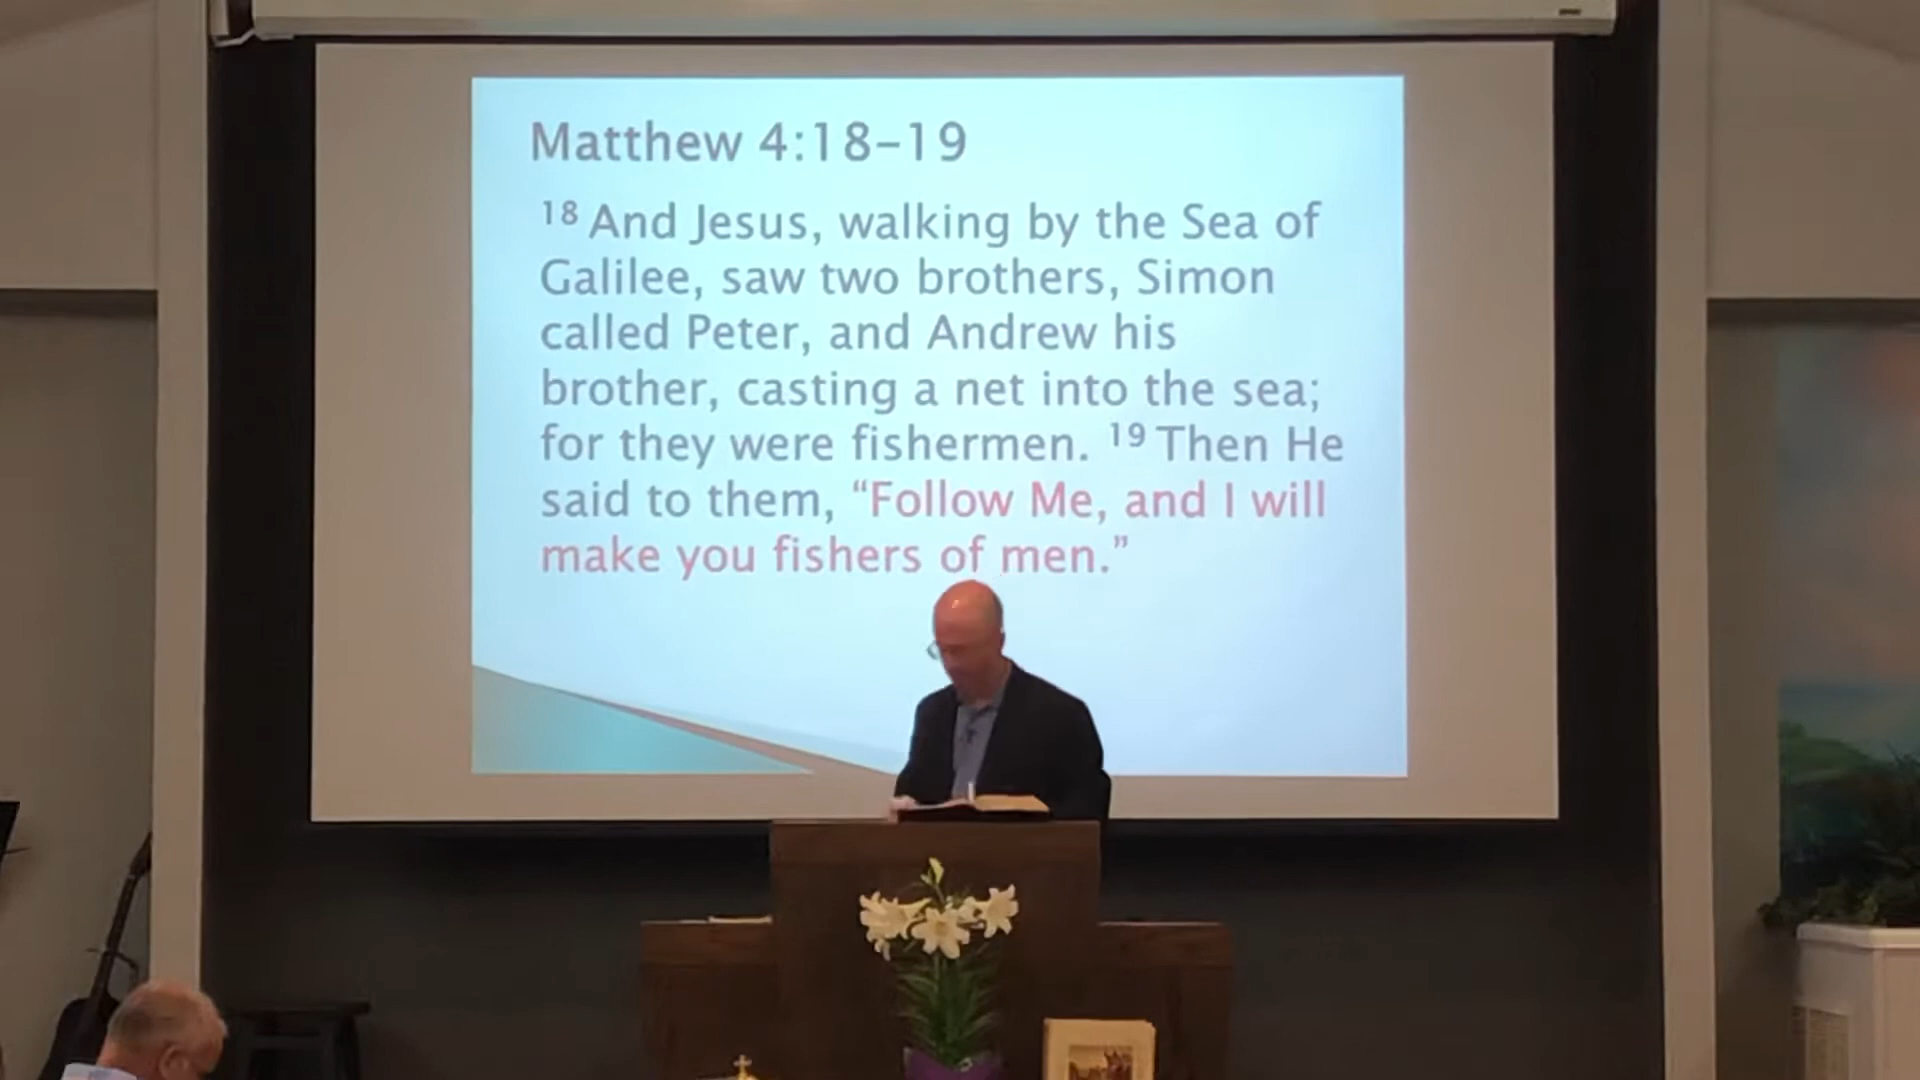 Matthew 4:18–19
18 And Jesus, walking by the Sea of
Galilee, saw two brothers, Simon
called Peter, and Andrew his
brother, casting a net into the sea;
for they were fishermen. 19 Then He
said to them, “Follow Me, and I will
make you fishers of men.”